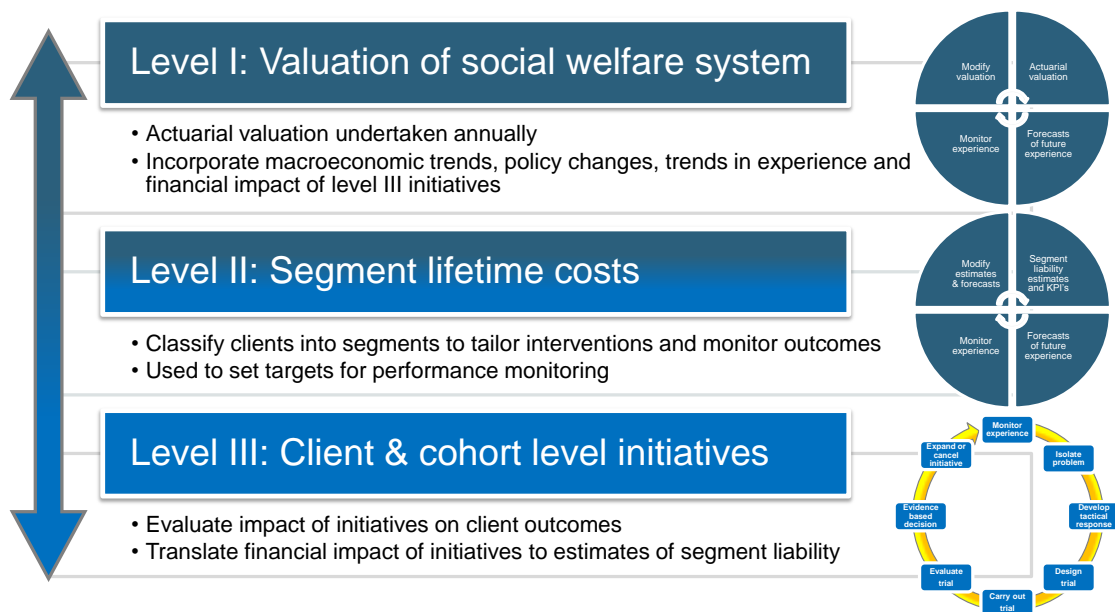 Level I: Valuation of social welfare system
• Actuarial valuation undertaken annually
• Incorporate macroeconomic trends, policy changes, trends in experience and
financial impact of level III initiatives
Modify
valuation
Actuarial
valuation
Monitor
experience
Forecasts
of future
experience
Level II: Segment lifetime costs
• Classify clients into segments to tailor interventions and monitor outcomes
• Used to set targets for performance monitoring
Modify
estimates
& forecasts
Segment
liability
estimates
and KPI's
Monitor
experience
Forecasts
of future
experience
Level III: Client & cohort level initiatives
• Evaluate impact of initiatives on client outcomes
• Translate financial impact of initiatives to estimates of segment liability
Monitor
experience
Isolate
problem
Develop
tactical
response
Design
trial
Carry out
trial
Evaluate
trial
Evidence
based
decision
Expand or
cancel
initiative